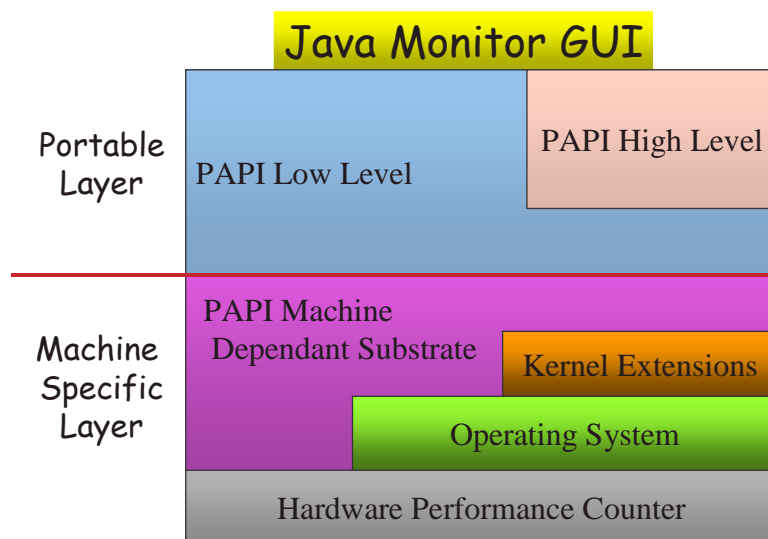 Java Monitor GUI
Portable
Layer
PAPI Low Level
PAPI High Level
Machine
Specific
Layer
PAPI Machine
Dependant Substrate
Kernel Extensions
Operating System
Hardware Performance Counter